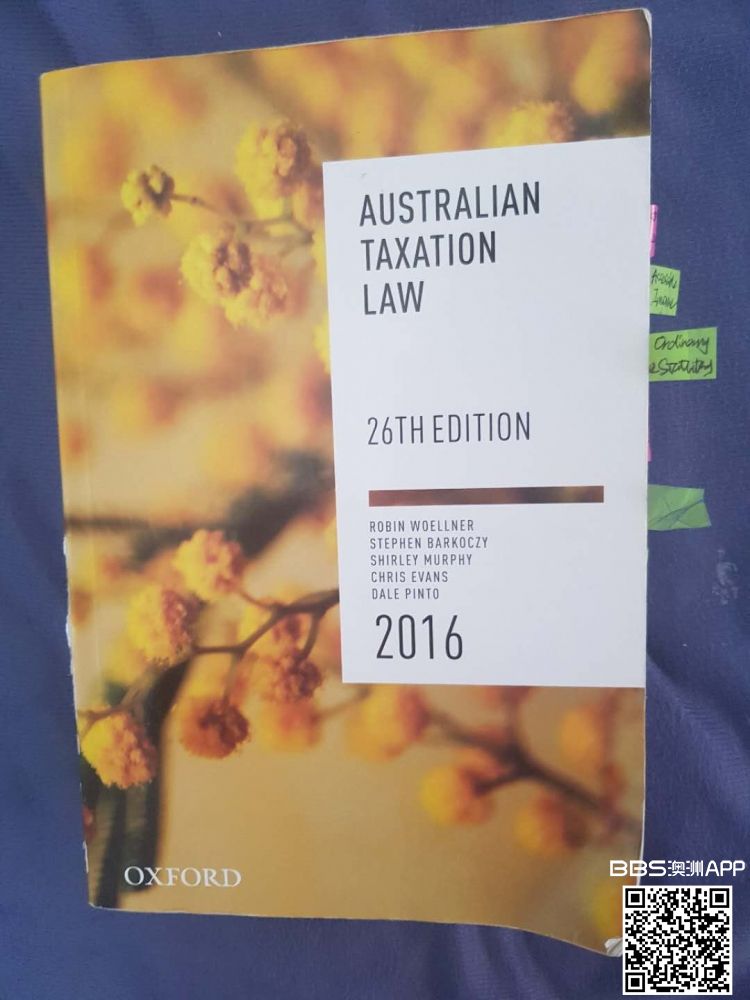 AUSTRALIAN
TAXATION
LAW
26TH EDITION
ROBIN WOELLNER
STEPHEN BARKOCZY
SHIRLEY MURPHY
CHRIS EVANS
DALE PINTO
2016
OXFORD
Ordinary
BBS澳洲APP